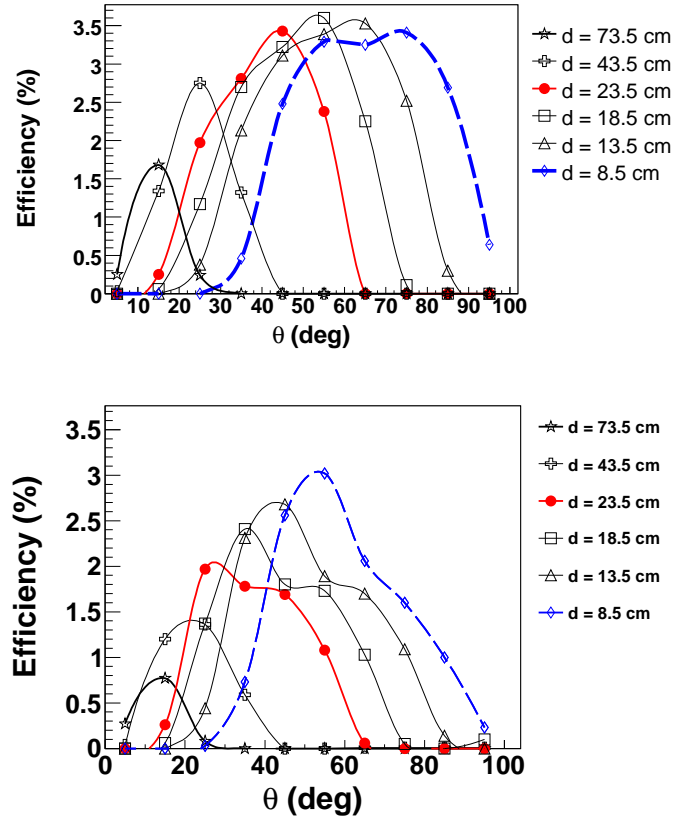 Efficiency (%)
3.5
3
2.5
2
1.5
1
0.5
0
10 20 30 40 50 60 70 80 90 100
θ (deg)
d = 73.5 cm
d = 43.5 cm
d = 23.5 cm
d = 18.5 cm
d = 13.5 cm
d = 8.5 cm
Efficiency (%)
3.5
3
2.5
2
1.5
1
0.5
0
0 20 40 60 80 100
θ (deg)
d = 73.5 cm
d = 43.5 cm
d = 23.5 cm
d = 18.5 cm
d = 13.5 cm
d = 8.5 cm